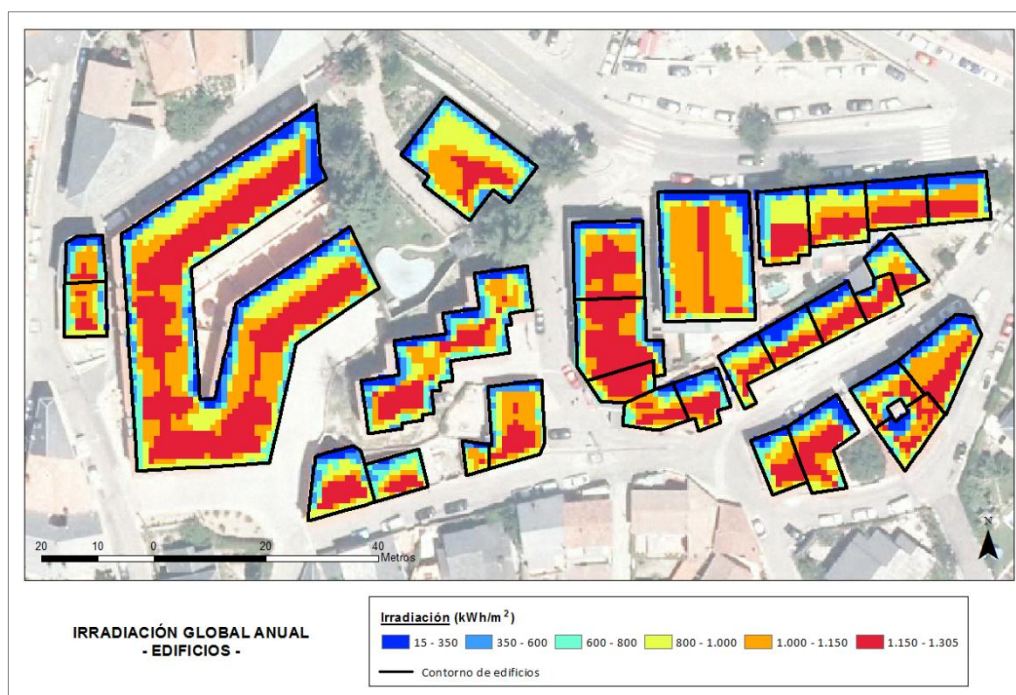 N
20 10 0 20 40
Metros
IRRADIACIÓN GLOBAL ANUAL
- EDIFICIOS -
Irradiación (kWh/m²)
15 - 350 350 - 600 600 - 800 800 - 1.000 1.000 - 1.150 1.150 - 1.305
Contorno de edificios